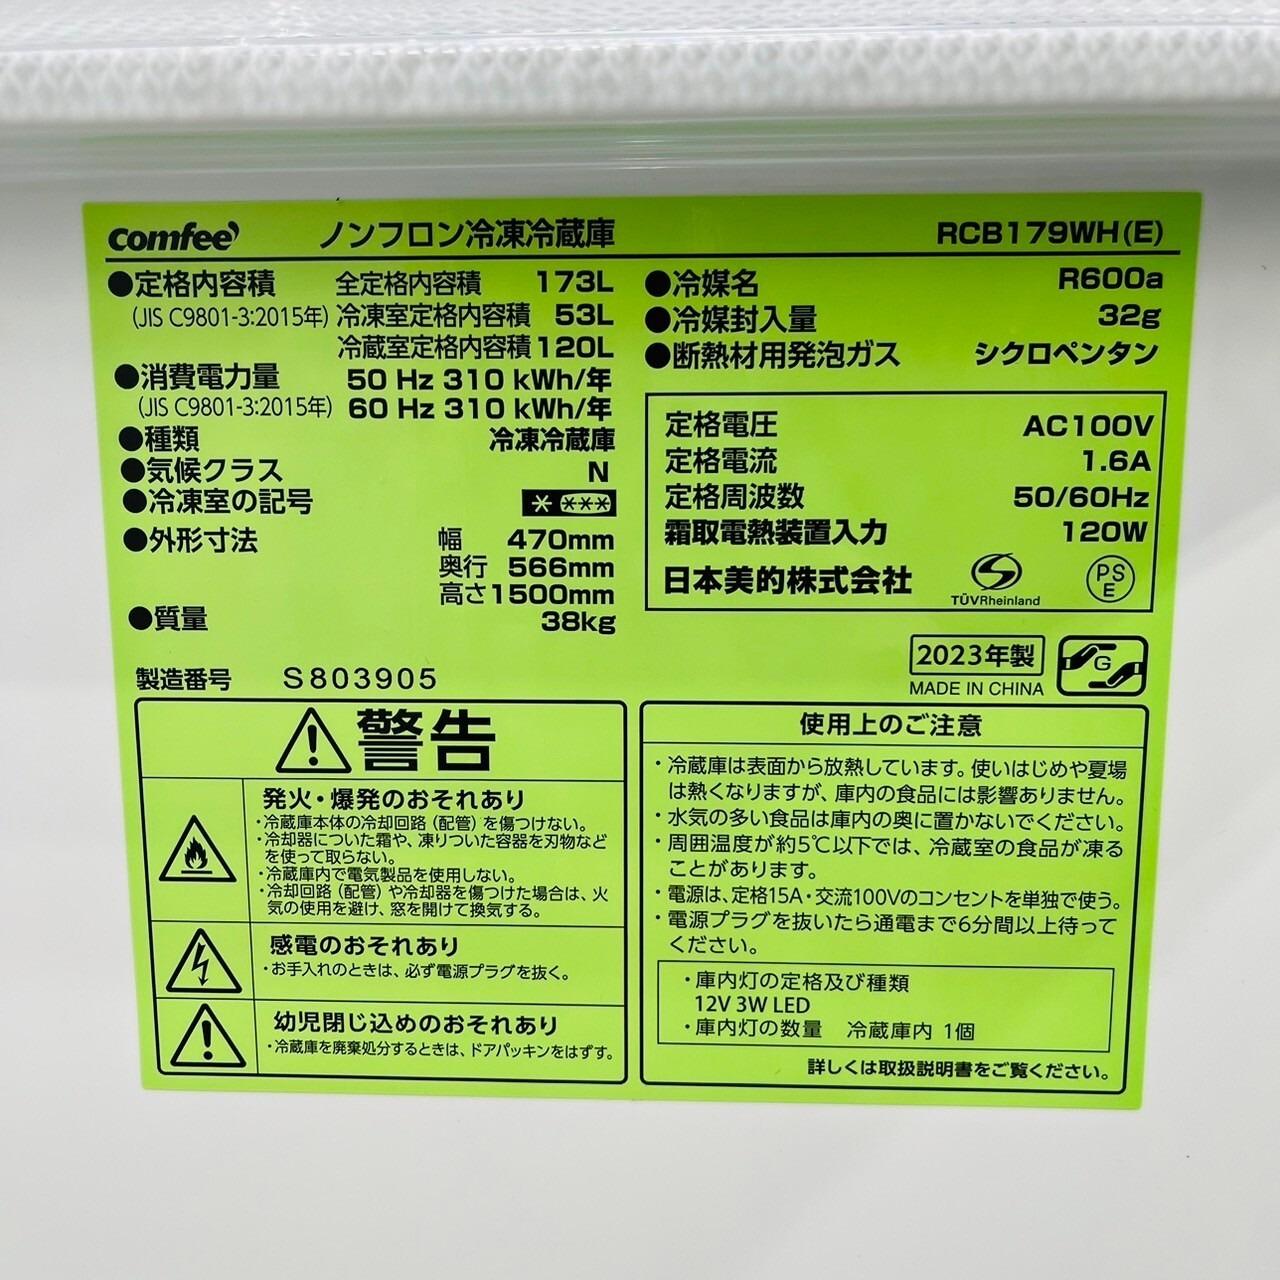 comfee'
ノンフロン冷凍冷蔵庫
RCB179WH(E)
●定格内容積 全定格内容積 173L
(JIS C9801-3:2015年) 冷凍室定格内容積 53L
冷蔵室定格内容積 120L
●消費電力量 50 Hz 310 kWh/年
(JIS C9801-3:2015年) 60 Hz 310 kWh/年
●種類 冷凍冷蔵庫
●気候クラス N
●冷凍室の記号 * ***
●外形寸法 幅 470mm
奥行 566mm
高さ1500mm
●質量 38kg
製造番号 S803905
●冷媒名 R600a
●冷媒封入量 32g
●断熱材用発泡ガス シクロペンタン
定格電圧 AC100V
定格電流 1.6A
定格周波数 50/60Hz
霜取電熱装置入力 120W
日本美的株式会社
TÜVRheinland
PS
E
2023年製
MADE IN CHINA
G
警告
発火・爆発のおそれあり
・冷蔵庫本体の冷却回路（配管）を傷つけない。
・冷却器についた霜や、凍りついた容器を刃物など
を使って取らない。
・冷蔵庫内で電気製品を使用しない。
・冷却回路（配管）や冷却器を傷つけた場合は、火
気の使用を避け、窓を開けて換気する。
感電のおそれあり
・お手入れのときは、必ず電源プラグを抜く。
幼児閉じ込めのおそれあり
・冷蔵庫を廃棄処分するときは、ドアパッキンをはずす。
使用上のご注意
・冷蔵庫は表面から放熱しています。使いはじめや夏場
は熱くなりますが、庫内の食品には影響ありません。
・水気の多い食品は庫内の奥に置かないでください。
・周囲温度が約5℃以下では、冷蔵室の食品が凍る
ことがあります。
・電源は、定格15A・交流100Vのコンセントを単独で使う。
・電源プラグを抜いたら通電まで6分間以上待って
ください。
・庫内灯の定格及び種類
12V 3W LED
・庫内灯の数量 冷蔵庫内 1個
詳しくは取扱説明書をご覧ください。